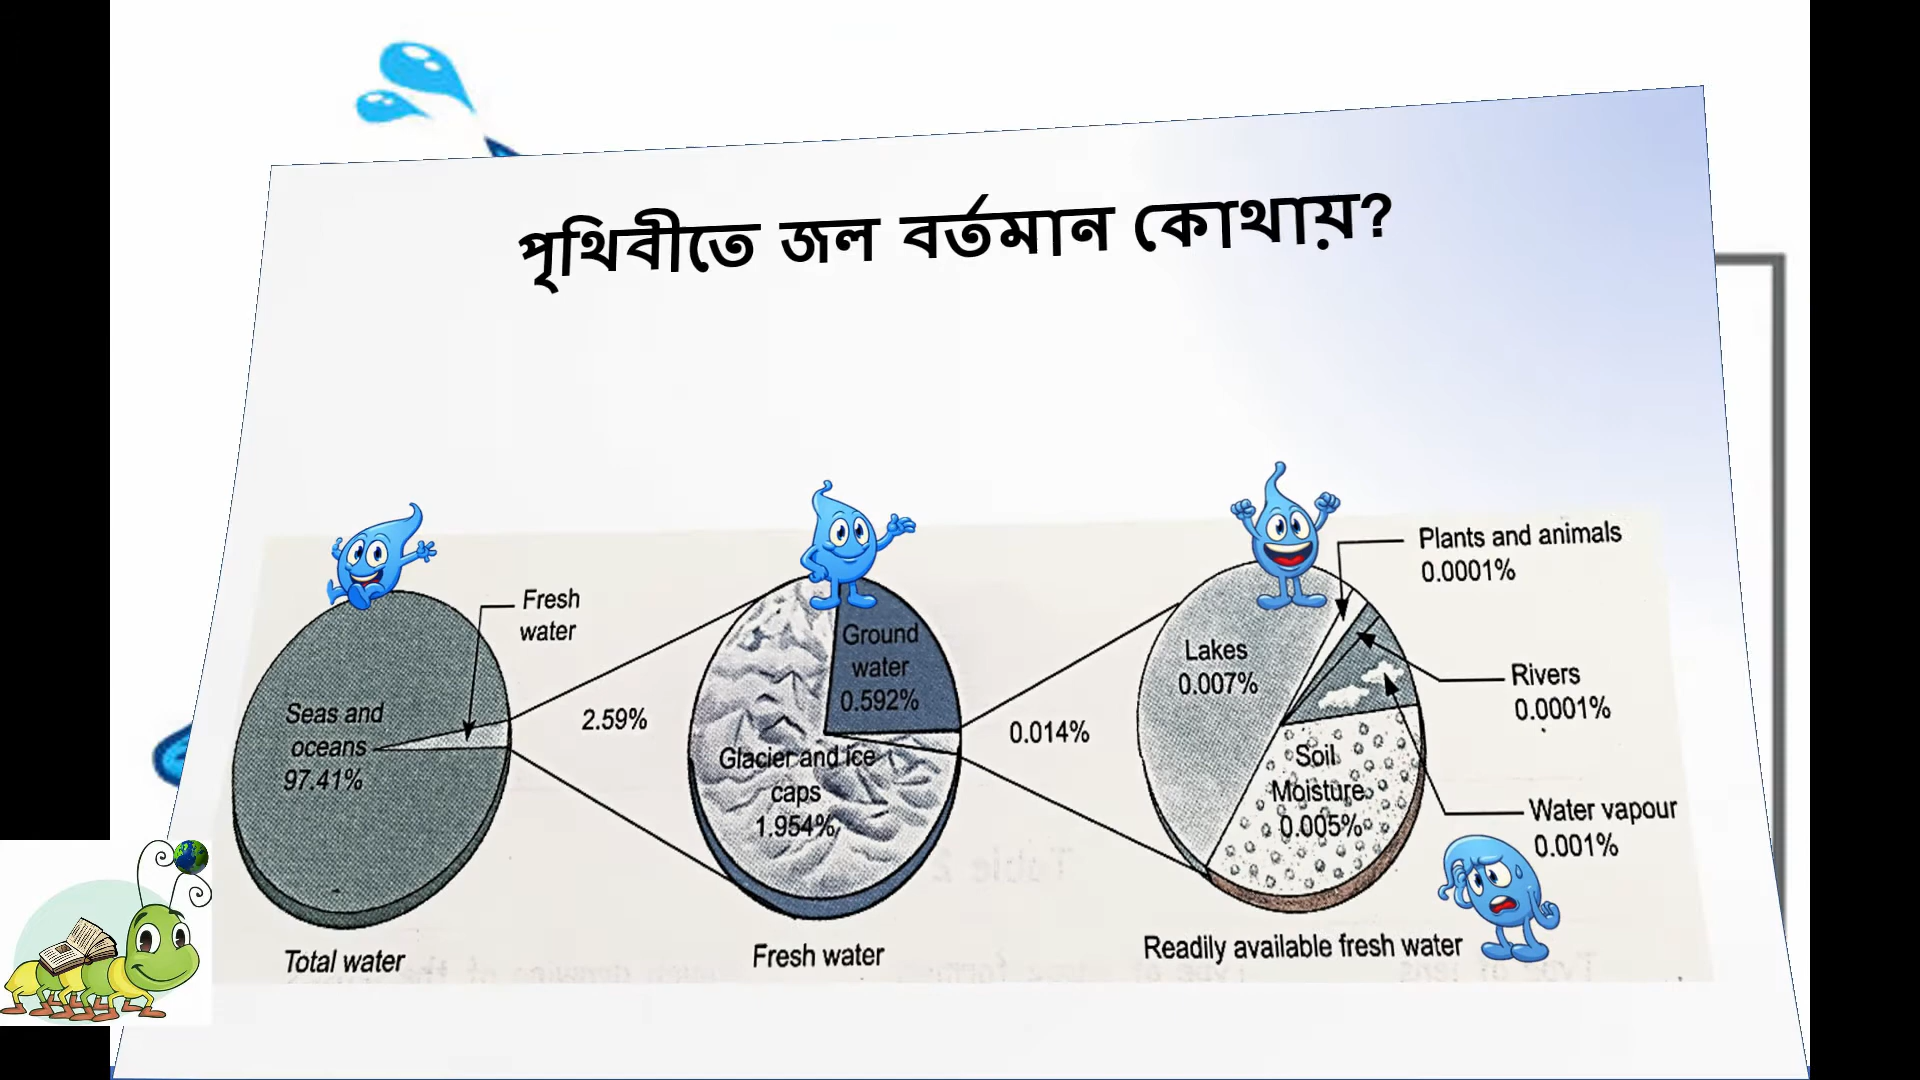 পৃথিবীতে জল বর্তমান কোথায়?
Fresh
water
Seas and
oceans
97.41%
2.59%
Total water
Ground
water
0.592%
Glacier and ice
caps
1.954%
0.014%
Fresh water
Plants and animals
0.0001%
Lakes
0.007%
Rivers
0.0001%
Soil
Moisture
0.005%
Water vapour
0.001%
Readily available fresh water